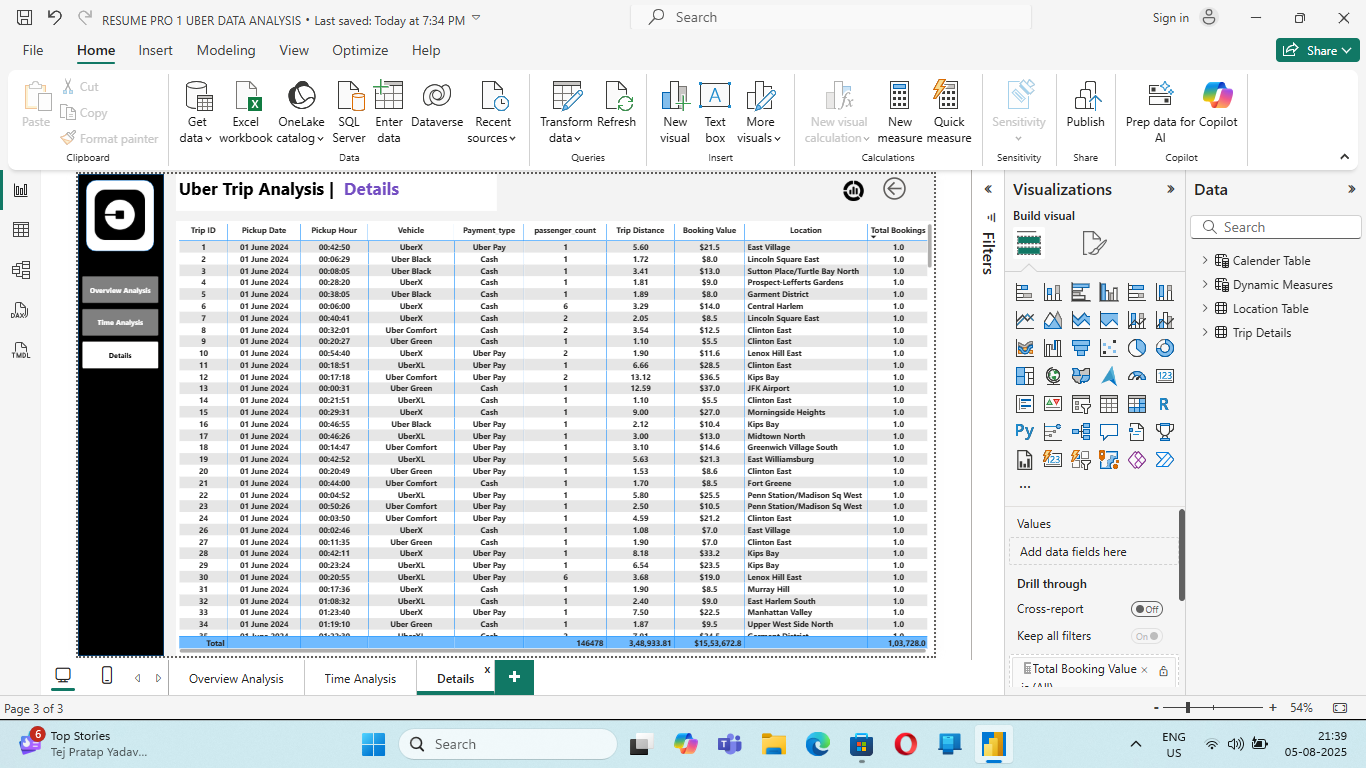 RESUME PRO 1 UBER DATA ANALYSIS • Last saved: Today at 7:34 PM
Search
Sign in
File Home Insert Modeling View Optimize Help
Share
Paste
Cut
Copy
Format painter
Clipboard
Get data
Excel workbook
OneLake catalog
SQL Server
Enter data
Dataverse
Recent sources
Data
Transform data
Refresh
Queries
New visual
Text box
More visuals
Insert
New visual calculation
New measure
Quick measure
Calculations
Sensitivity
Sensitivity
Publish
Share
Prep data for AI
Copilot
Copilot
DAX
TMDL
Uber Trip Analysis | Details
Overview Analysis
Time Analysis
Details
Trip ID Pickup Date Pickup Hour Vehicle Payment_type passenger_count Trip Distance Booking Value Location Total Bookings
1 01 June 2024 00:42:50 UberX Uber Pay 1 5.60 $21.5 East Village 1.0
2 01 June 2024 00:06:29 Uber Black Cash 1 1.72 $8.0 Lincoln Square East 1.0
3 01 June 2024 00:08:05 Uber Black Cash 1 3.41 $13.0 Sutton Place/Turtle Bay North 1.0
4 01 June 2024 00:28:20 UberX Cash 1 1.81 $9.0 Prospect-Lefferts Gardens 1.0
5 01 June 2024 00:38:05 Uber Black Cash 1 1.89 $8.0 Garment District 1.0
6 01 June 2024 00:06:00 UberX Cash 1 3.29 $14.0 Central Harlem 1.0
7 01 June 2024 00:40:41 UberX Cash 2 2.05 $8.5 Lincoln Square East 1.0
8 01 June 2024 00:32:01 Uber Comfort Cash 2 3.54 $12.5 Clinton East 1.0
9 01 June 2024 00:20:27 Uber Green Cash 1 1.10 $5.5 Clinton East 1.0
10 01 June 2024 00:54:40 UberX Uber Pay 2 1.90 $11.6 Lenox Hill East 1.0
11 01 June 2024 00:18:51 UberXL Uber Pay 1 6.66 $28.5 Clinton East 1.0
12 01 June 2024 00:17:18 Uber Comfort Uber Pay 2 13.12 $36.5 Kips Bay 1.0
13 01 June 2024 00:00:31 Uber Green Cash 1 12.59 $37.0 JFK Airport 1.0
14 01 June 2024 00:21:51 UberXL Cash 1 1.10 $5.5 Clinton East 1.0
15 01 June 2024 00:29:31 UberX Cash 1 9.00 $27.0 Morningside Heights 1.0
16 01 June 2024 00:46:55 Uber Black Uber Pay 1 2.12 $10.4 Kips Bay 1.0
17 01 June 2024 00:46:26 UberXL Uber Pay 1 3.00 $13.0 Midtown North 1.0
18 01 June 2024 00:14:47 Uber Comfort Uber Pay 1 3.10 $14.6 Greenwich Village South 1.0
19 01 June 2024 00:42:52 UberXL Uber Pay 1 5.63 $21.3 East Williamsburg 1.0
20 01 June 2024 00:20:49 Uber Green Uber Pay 1 1.53 $8.6 Clinton East 1.0
21 01 June 2024 00:44:00 Uber Comfort Cash 1 1.70 $8.5 Fort Greene 1.0
22 01 June 2024 00:04:52 UberXL Uber Pay 1 5.80 $25.5 Penn Station/Madison Sq West 1.0
23 01 June 2024 00:50:26 Uber Comfort Uber Pay 1 2.50 $10.5 Penn Station/Madison Sq West 1.0
24 01 June 2024 00:03:50 Uber Comfort Uber Pay 1 4.59 $21.2 Clinton East 1.0
26 01 June 2024 00:02:46 UberX Cash 1 1.08 $7.0 East Village 1.0
27 01 June 2024 00:11:35 Uber Green Cash 1 1.90 $7.0 Clinton East 1.0
28 01 June 2024 00:42:11 UberX Uber Pay 1 8.18 $33.2 Kips Bay 1.0
29 01 June 2024 00:23:24 UberXL Uber Pay 1 6.54 $23.5 Kips Bay 1.0
30 01 June 2024 00:20:55 UberXL Uber Pay 6 3.68 $19.0 Lenox Hill East 1.0
31 01 June 2024 00:17:36 UberX Cash 1 1.90 $8.5 Murray Hill 1.0
32 01 June 2024 01:08:32 UberXL Cash 1 2.40 $9.0 East Harlem South 1.0
33 01 June 2024 01:23:40 UberX Uber Pay 1 7.50 $22.5 Manhattan Valley 1.0
34 01 June 2024 01:19:10 Uber Green Cash 1 1.87 $9.5 Upper West Side North 1.0
Total 146478 3,48,933.81 $15,53,672.8 1,03,728.0
Filters
Visualizations
Build visual
R
Py
123
...
Values
Add data fields here
Drill through
Cross-report Off
Keep all filters On
Total Booking Value
Data
Search
Calender Table
Dynamic Measures
Location Table
Trip Details
Overview Analysis Time Analysis Details x +
Page 3 of 3
- + 54%
6
Top Stories
Tej Pratap Yadav...
Search
ENG
US
21:39
05-08-2025